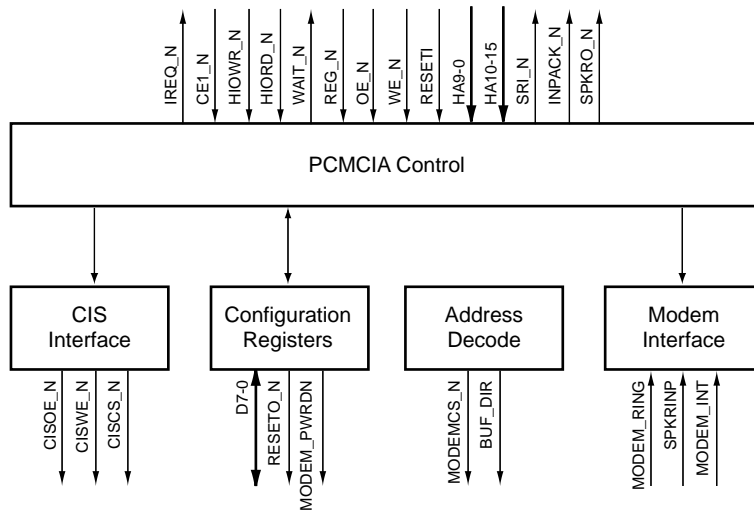 IREQ_N
CE1_N
HIOWR_N
HIORD_N
WAIT_N
REG_N
OE_N
WE_N
RESETI
HA9-0
HA10-15
SRI_N
INPACK_N
SPKRO_N
PCMCIA Control
CIS
Interface
Configuration
Registers
Address
Decode
Modem
Interface
CISOE_N
CISWE_N
CISCS_N
D7-0
RESETO_N
MODEM_PWRDN
MODEMCS_N
BUF_DIR
MODEM_RING
SPKRINP
MODEM_INT